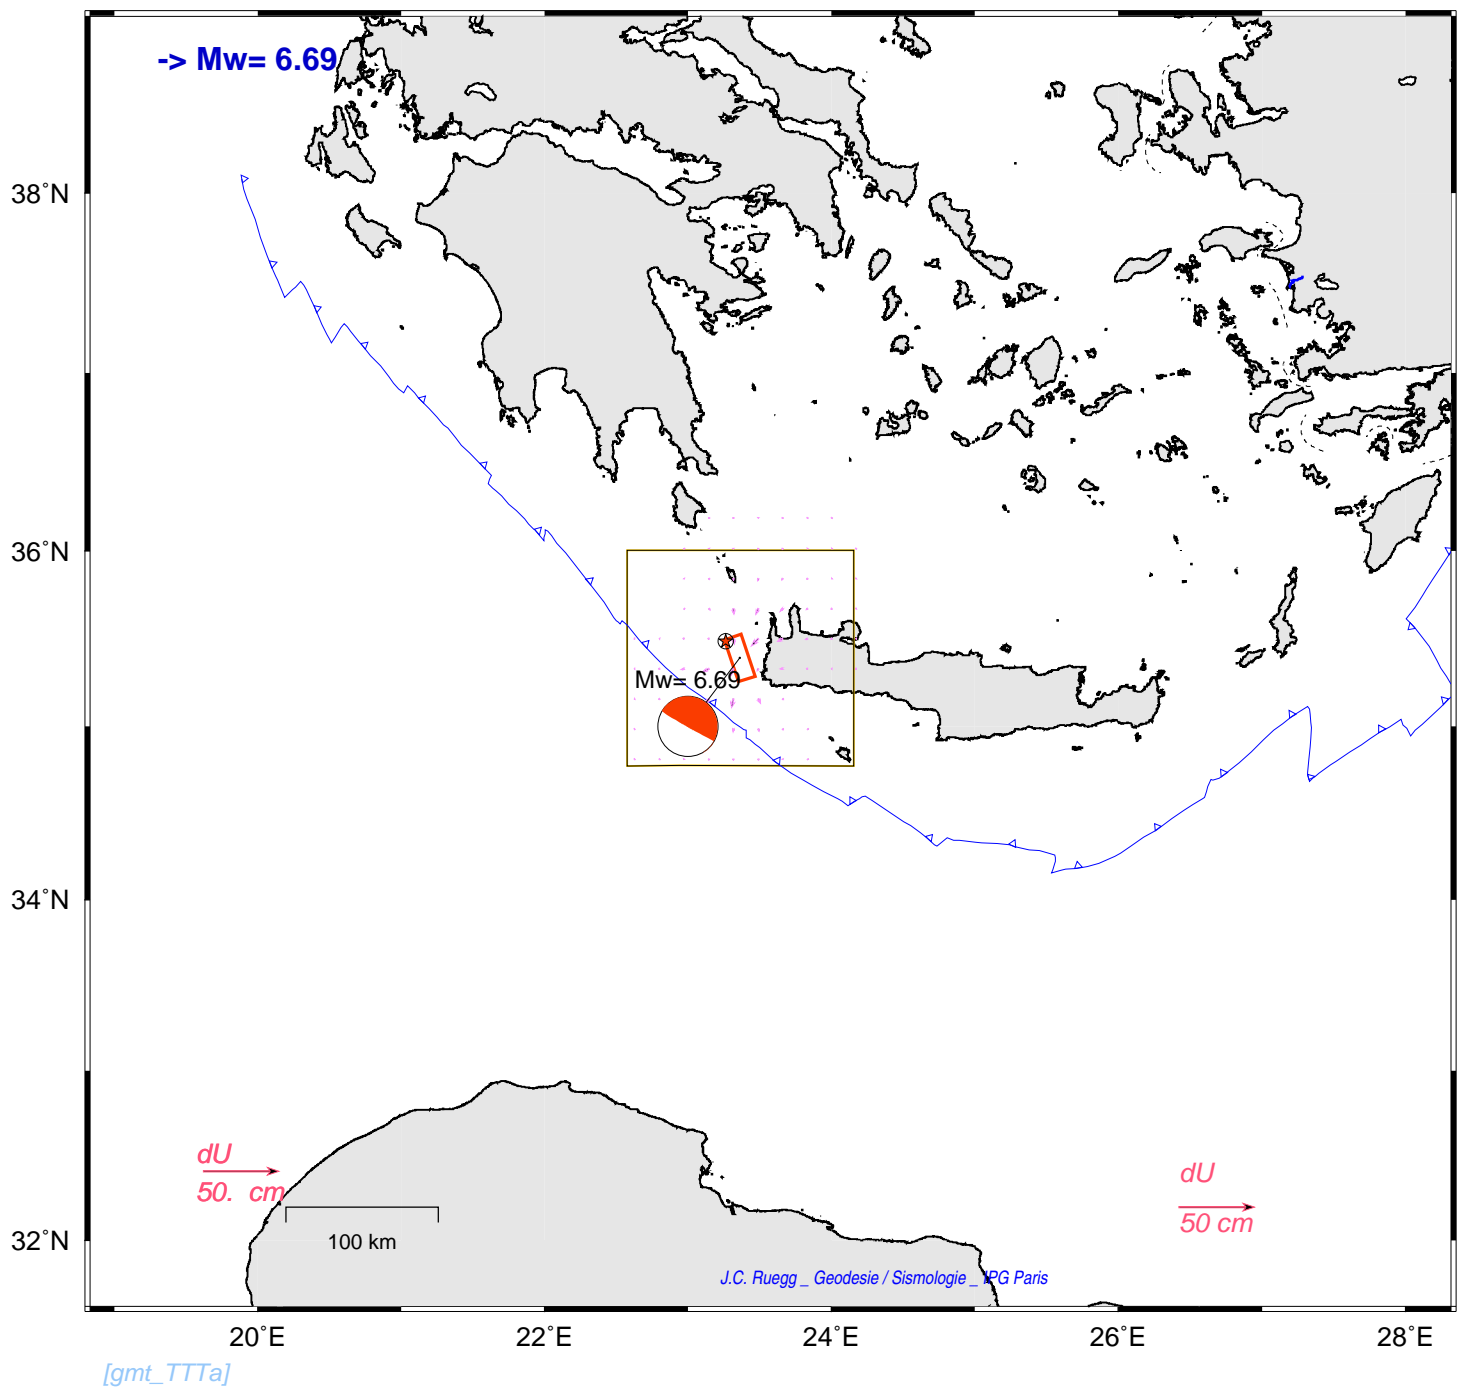 -> Mw= 6.69
38°N
36°N
Mw= 6.69
34°N
dU
50. cm
dU
50 cm
100 km
32°N
J.C. Ruegg _ Geodesie / Sismologie _ IPG Paris
20°E
22°E
24°E
26°E
28°E
[gmt_TTTa]